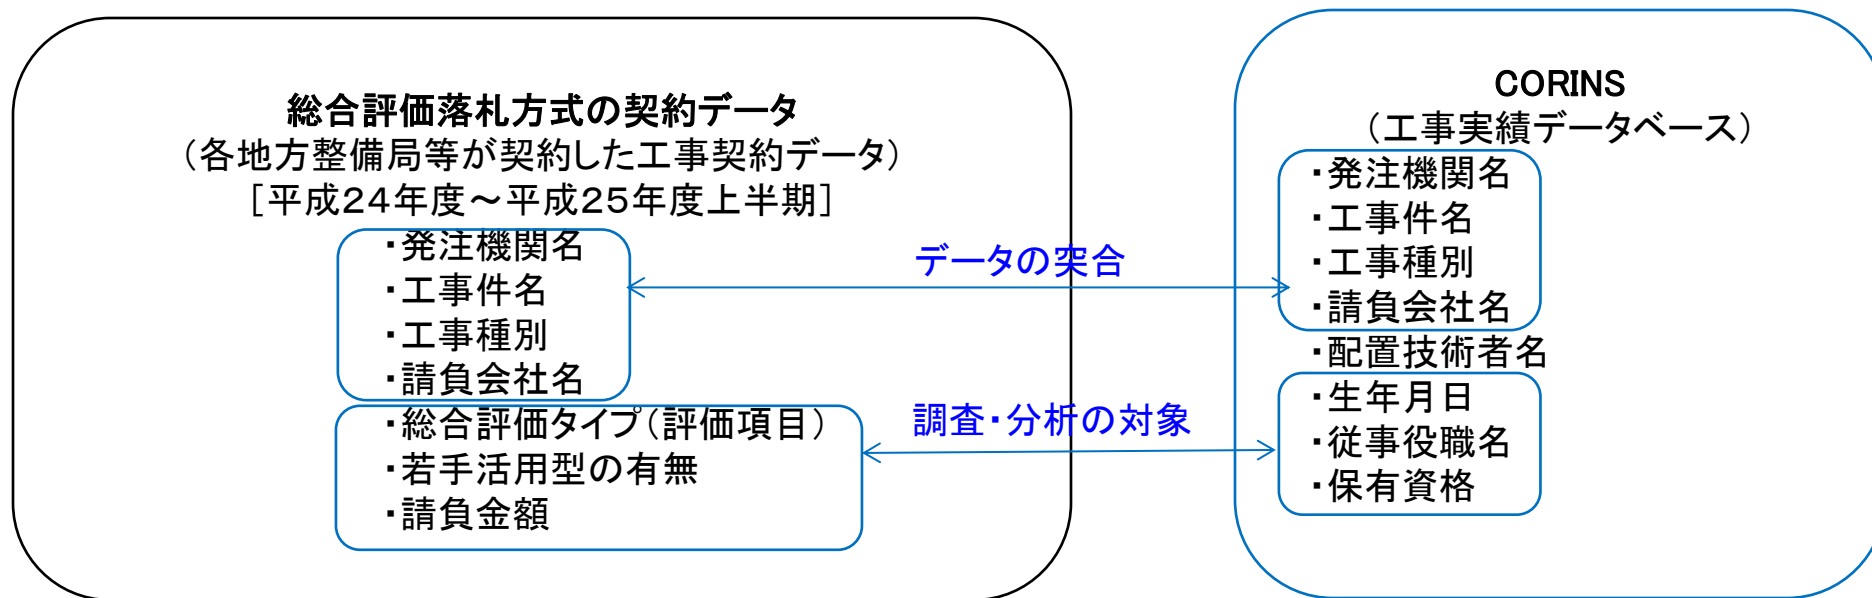 総合評価落札方式の契約データ
（各地方整備局等が契約した工事契約データ）
［平成24年度～平成25年度上半期］
・発注機関名
・工事件名
・工事種別
・請負会社名
・総合評価タイプ（評価項目）
・若手活用型の有無
・請負金額
データの突合
調査・分析の対象
CORINS
（工事実績データベース）
・発注機関名
・工事件名
・工事種別
・請負会社名
・配置技術者名
・生年月日
・従事役職名
・保有資格